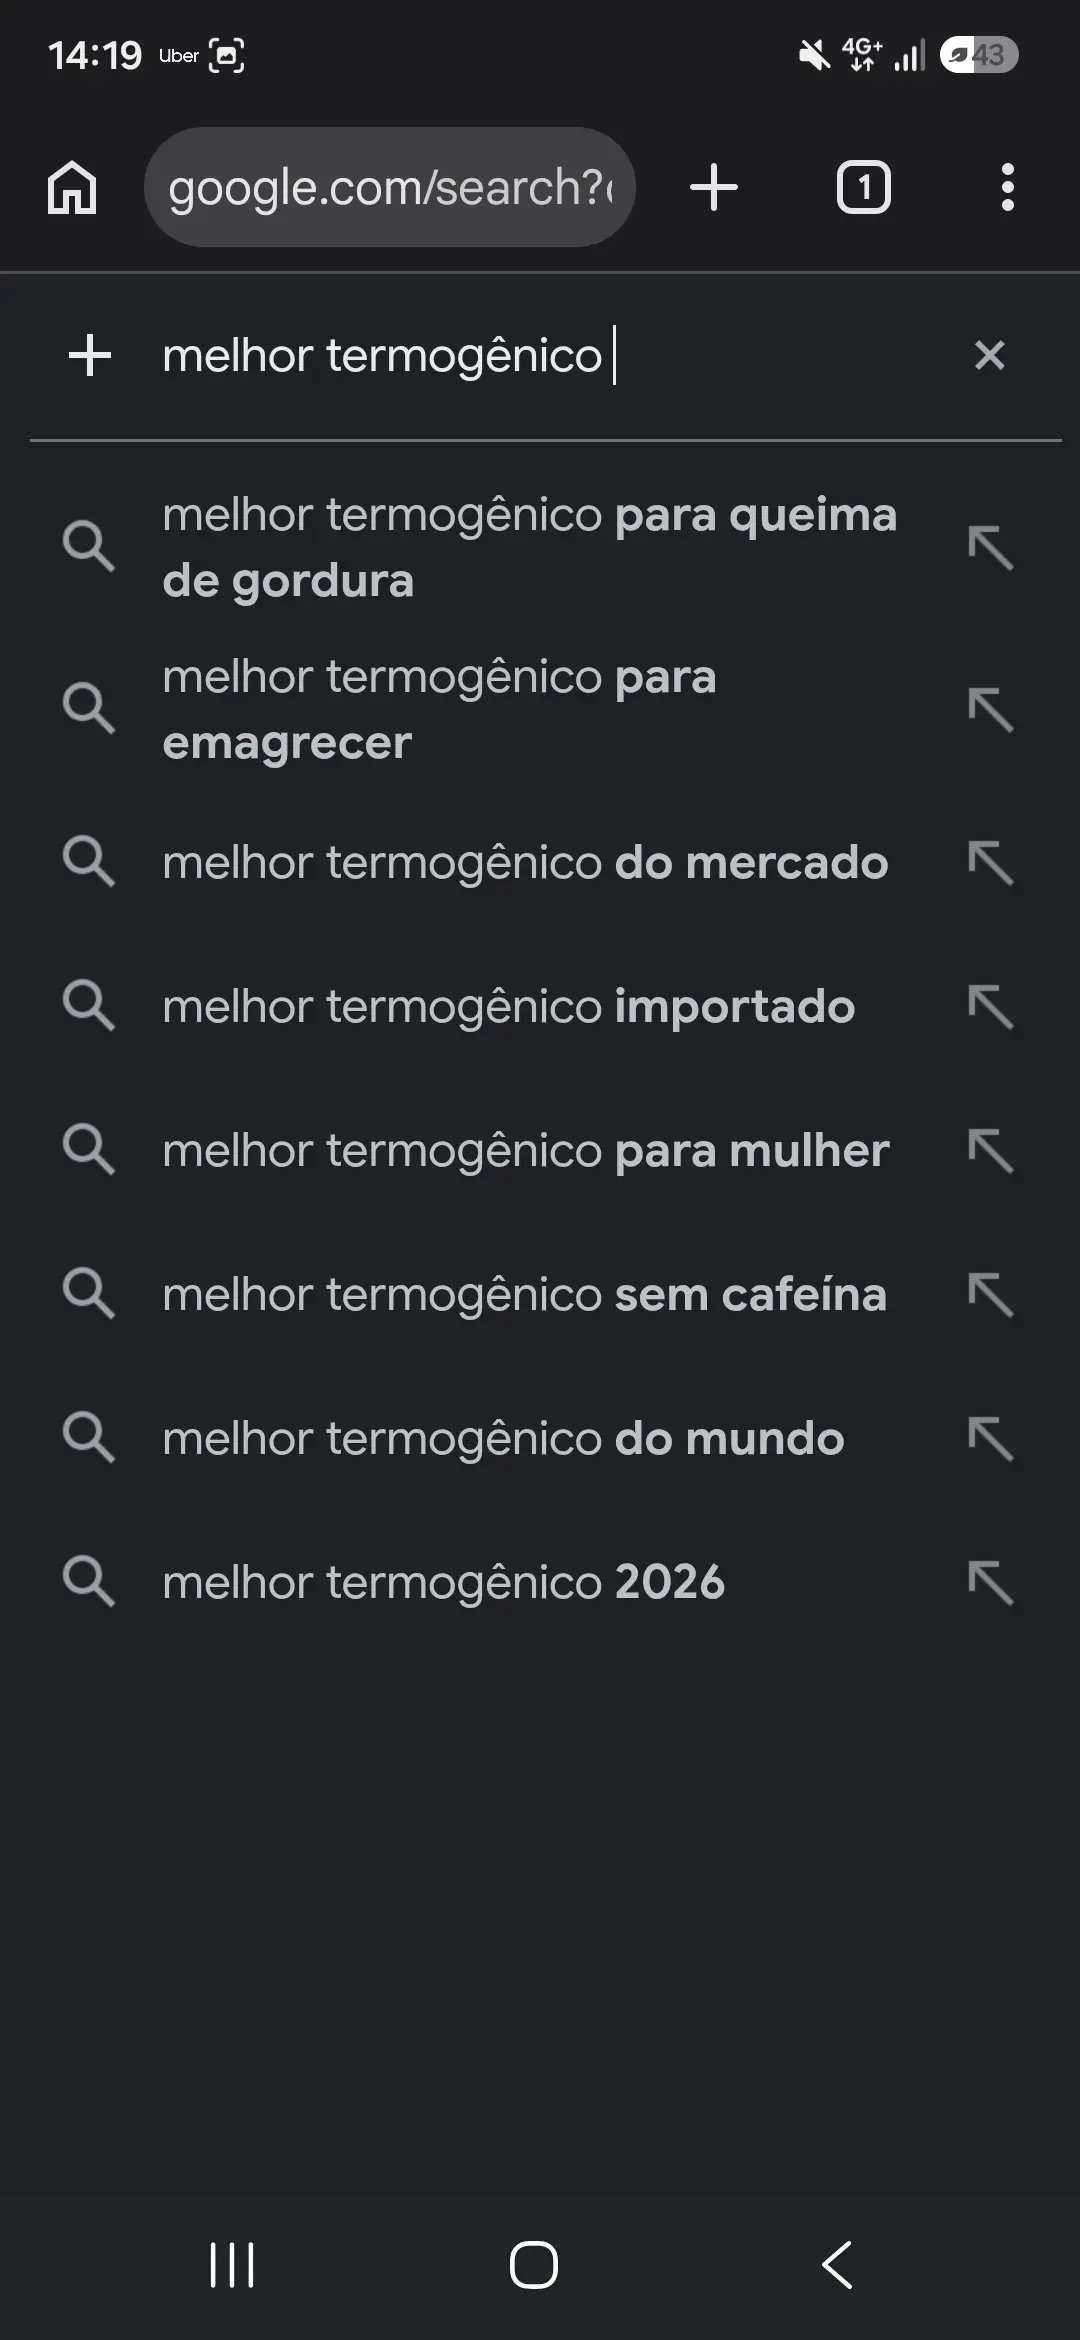 14:19 Uber 4G+ 43
google.com/search?
1
melhor termogênico
melhor termogênico para queima
de gordura
melhor termogênico para
emagrecer
melhor termogênico do mercado
melhor termogênico importado
melhor termogênico para mulher
melhor termogênico sem cafeína
melhor termogênico do mundo
melhor termogênico 2026